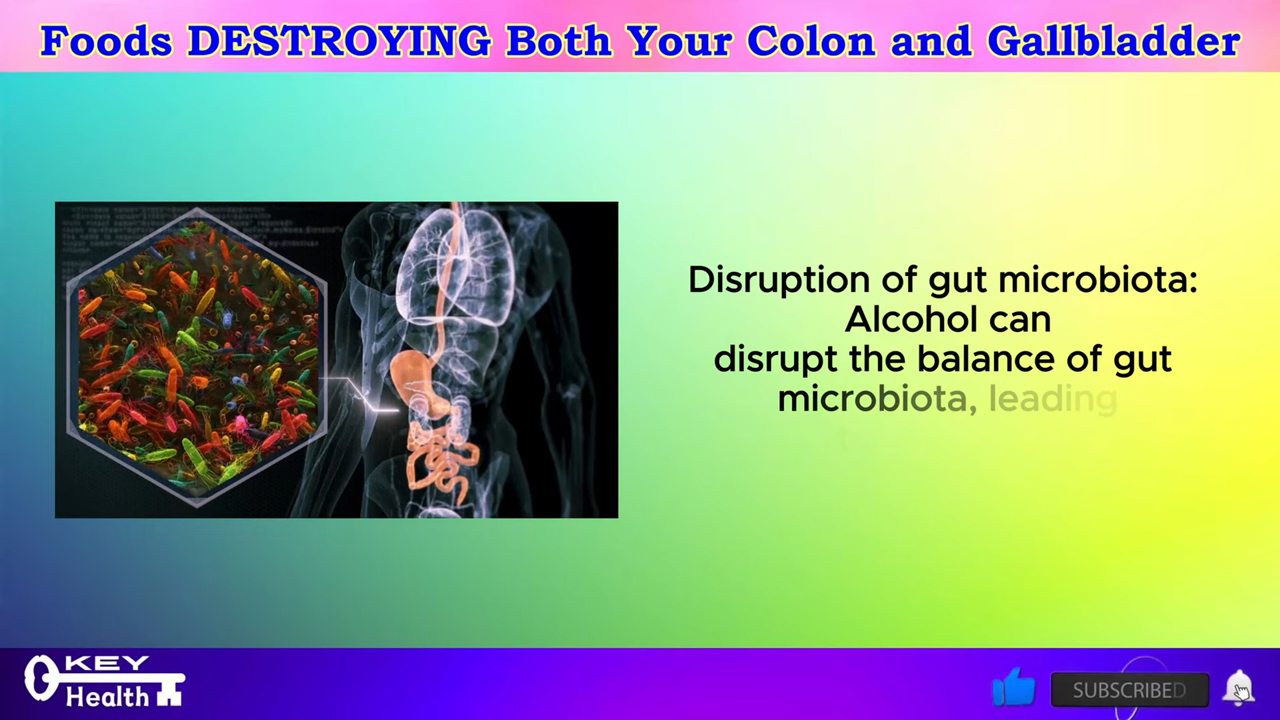 Foods DESTROYING Both Your Colon and Gallbladder
Disruption of gut microbiota:
Alcohol can
disrupt the balance of gut
microbiota, leading
KEY
Health
SUBSCRIBED